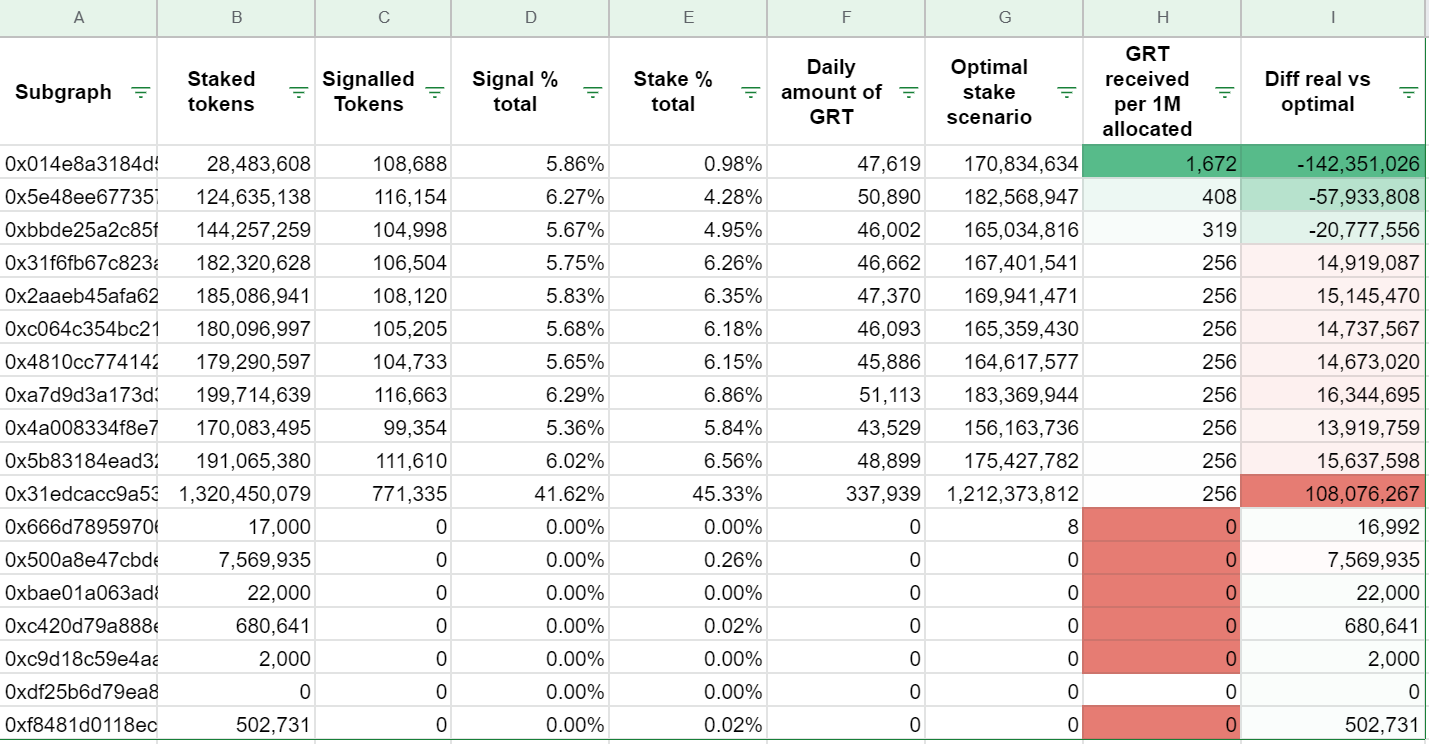 A B C D E F G H I
Subgraph Staked tokens Signalled Tokens Signal % total Stake % total Daily amount of GRT Optimal stake scenario GRT received per 1M allocated Diff real vs optimal
0x014e8a3184d5 28,483,608 108,688 5.86% 0.98% 47,619 170,834,634 1,672 -142,351,026
0x5e48ee677357 124,635,138 116,154 6.27% 4.28% 50,890 182,568,947 408 -57,933,808
0xbbde25a2c85f 144,257,259 104,998 5.67% 4.95% 46,002 165,034,816 319 -20,777,556
0x31f6fb67c823a 182,320,628 106,504 5.75% 6.26% 46,662 167,401,541 256 14,919,087
0x2aaeb45afa62 185,086,941 108,120 5.83% 6.35% 47,370 169,941,471 256 15,145,470
0xc064c354bc21 180,096,997 105,205 5.68% 6.18% 46,093 165,359,430 256 14,737,567
0x4810cc774142 179,290,597 104,733 5.65% 6.15% 45,886 164,617,577 256 14,673,020
0xa7d9d3a173d3 199,714,639 116,663 6.29% 6.86% 51,113 183,369,944 256 16,344,695
0x4a008334f8e7 170,083,495 99,354 5.36% 5.84% 43,529 156,163,736 256 13,919,759
0x5b83184ead32 191,065,380 111,610 6.02% 6.56% 48,899 175,427,782 256 15,637,598
0x31edcacc9a53 1,320,450,079 771,335 41.62% 45.33% 337,939 1,212,373,812 256 108,076,267
0x666d78959706 17,000 0 0.00% 0.00% 0 8 0 16,992
0x500a8e47cbde 7,569,935 0 0.00% 0.26% 0 0 0 7,569,935
0xbae01a063ad8 22,000 0 0.00% 0.00% 0 0 0 22,000
0xc420d79a888e 680,641 0 0.00% 0.02% 0 0 0 680,641
0xc9d18c59e4aa 2,000 0 0.00% 0.00% 0 0 0 2,000
0xdf25b6d79ea8 0 0 0.00% 0.00% 0 0 0 0
0xf8481d0118ec 502,731 0 0.00% 0.02% 0 0 0 502,731